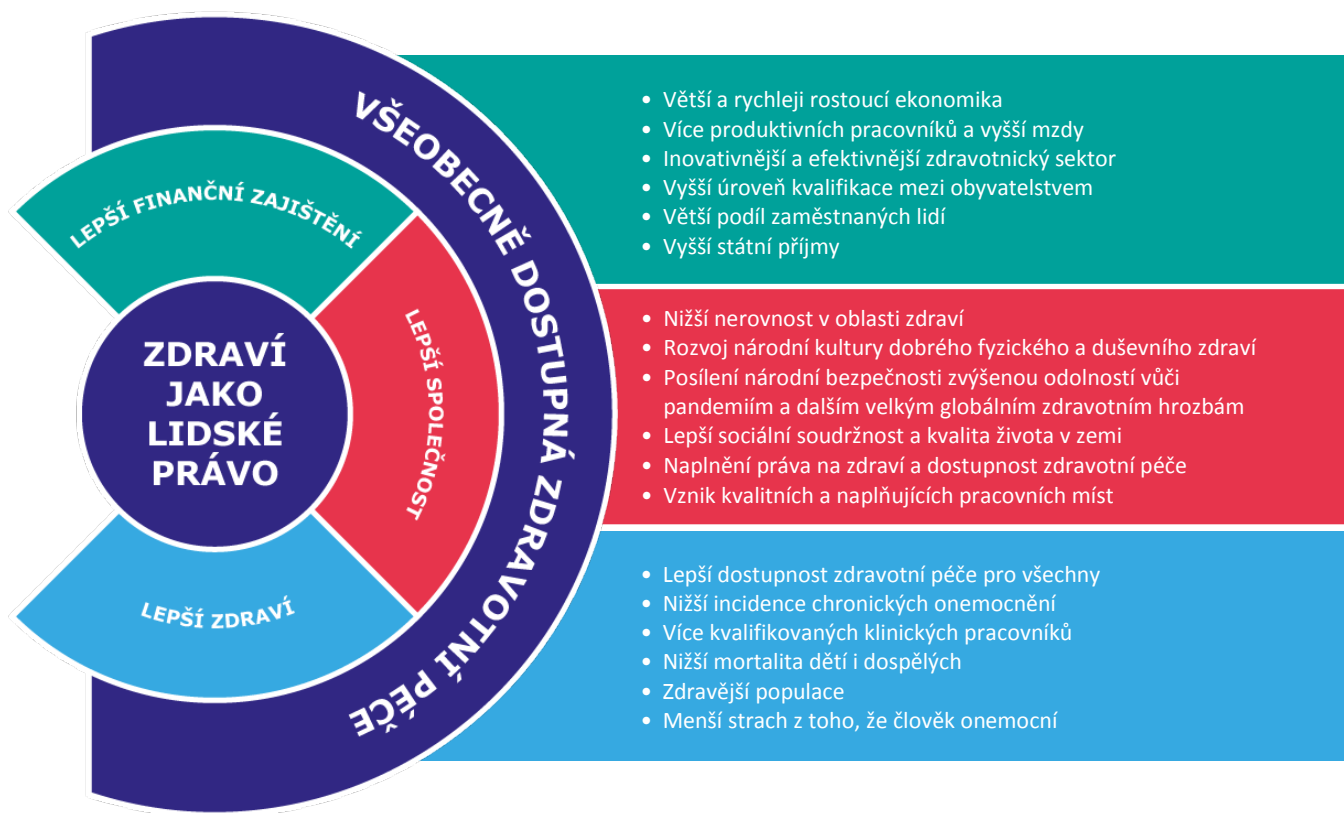 VŠEOBECNĚ DOSTUPNÁ ZDRAVOTNÍ PÉČE
LEPŠÍ FINANČNÍ ZAJIŠTĚNÍ
LEPŠÍ SPOLEČNOST
LEPŠÍ ZDRAVÍ
ZDRAVÍ
JAKO
LIDSKÉ
PRÁVO
• Větší a rychleji rostoucí ekonomika
• Více produktivních pracovníků a vyšší mzdy
• Inovativnější a efektivnější zdravotnický sektor
• Vyšší úroveň kvalifikace mezi obyvatelstvem
• Větší podíl zaměstnaných lidí
• Vyšší státní příjmy
• Nižší nerovnost v oblasti zdraví
• Rozvoj národní kultury dobrého fyzického a duševního zdraví
• Posílení národní bezpečnosti zvýšenou odolností vůči
pandemiím a dalším velkým globálním zdravotním hrozbám
• Lepší sociální soudržnost a kvalita života v zemi
• Naplnění práva na zdraví a dostupnost zdravotní péče
• Vznik kvalitních a naplňujících pracovních míst
• Lepší dostupnost zdravotní péče pro všechny
• Nižší incidence chronických onemocnění
• Více kvalifikovaných klinických pracovníků
• Nižší mortalita dětí i dospělých
• Zdravější populace
• Menší strach z toho, že člověk onemocní